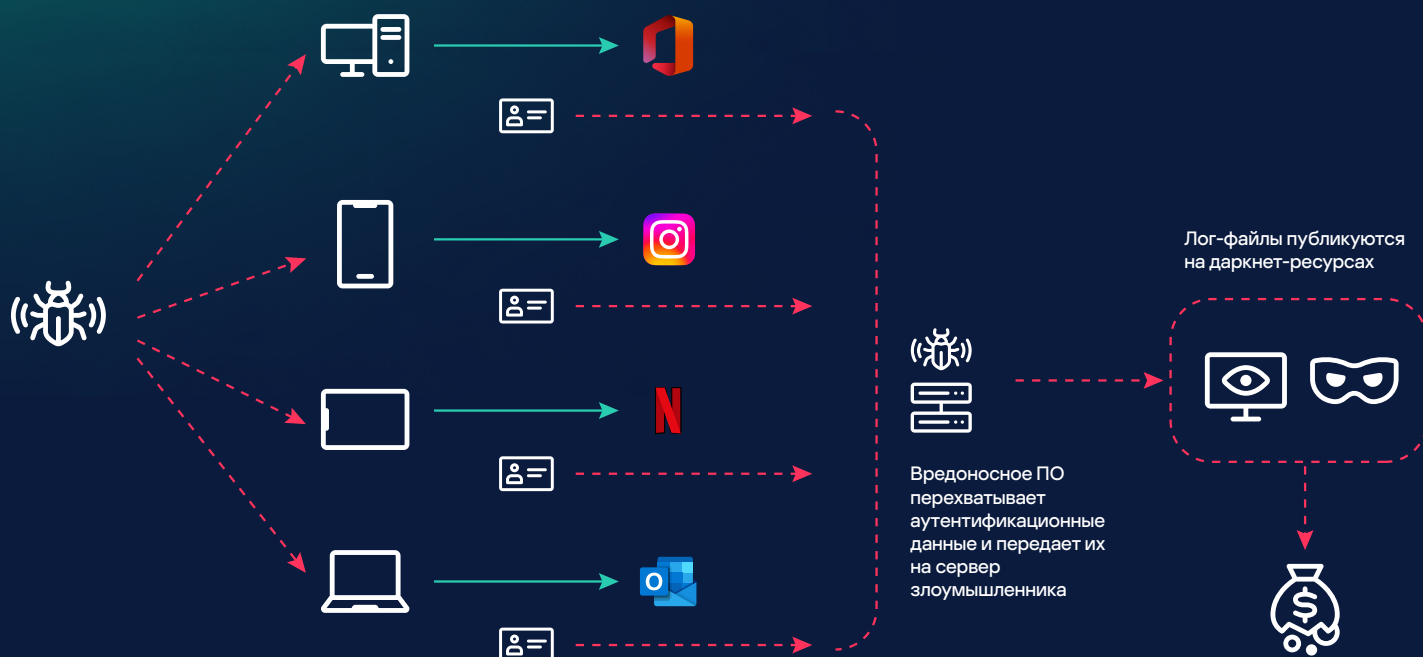 Лог-файлы публикуются
на даркнет-ресурсах
Вредоносное ПО
перехватывает
аутентификационные
данные и передает их
на сервер
злоумышленника